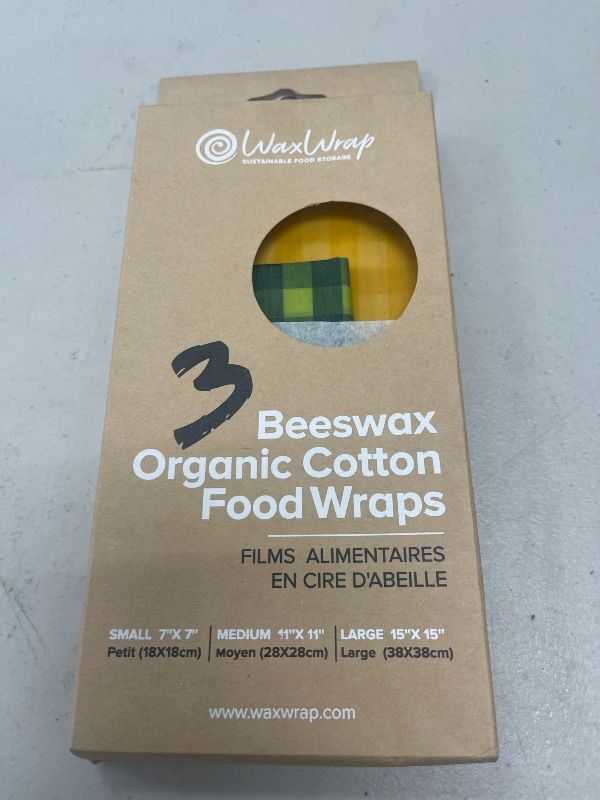 WaxWrap
SUSTAINABLE FOOD STORAGE
3
Beeswax
Organic Cotton
Food Wraps
FILMS ALIMENTAIRES
EN CIRE D'ABEILLE
SMALL 7"X 7" | MEDIUM 11"X 11" | LARGE 15"X 15"
Petit (18X18cm) | Moyen (28X28cm) | Large (38X38cm)
www.waxwrap.com